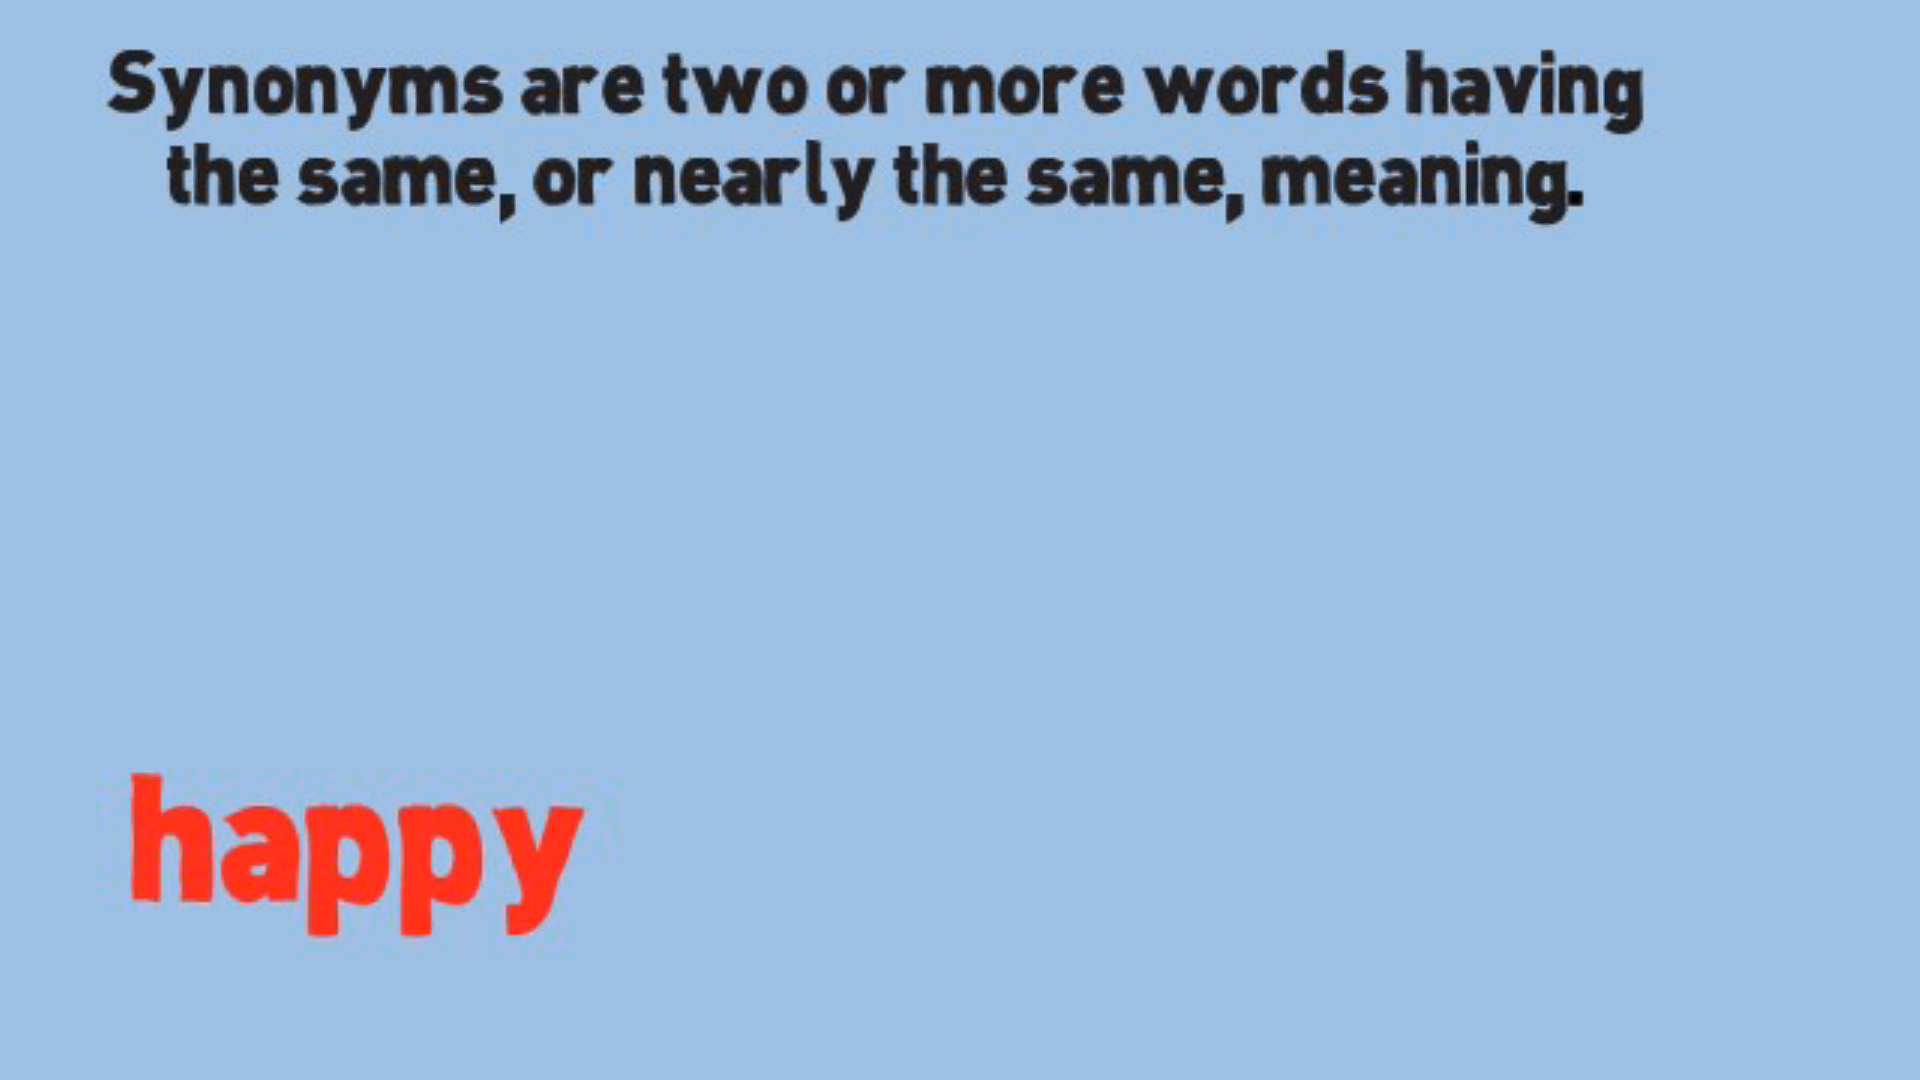 Synonyms are two or more words having
the same, or nearly the same, meaning.
happy